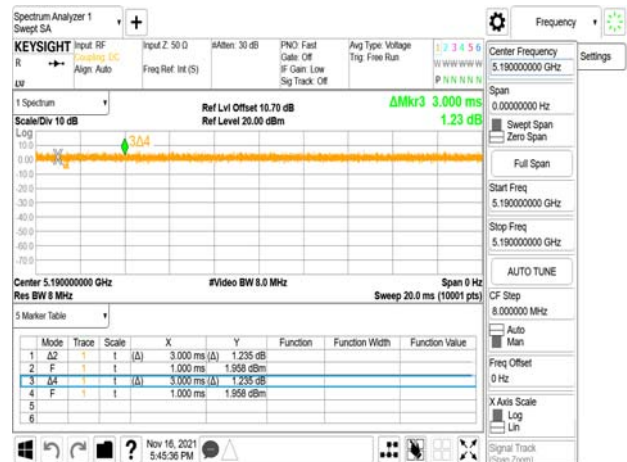 Spectrum Analyzer 1
Swept SA
+
Frequency
KEYSIGHT
R
Input: RF
Coupling: DC
Align: Auto
Input Z: 50 Ω
Freq Ref: Int (S)
#Atten: 30 dB
PNO: Fast
Gate: Off
IF Gain: Low
Sig Track: Off
Avg Type: Voltage
Trig: Free Run
1 2 3 4 5 6
W W W W W W
P N N N N N
1 Spectrum
Scale/Div 10 dB
Log
Ref Lvl Offset 10.70 dB
Ref Level 20.00 dBm
ΔMkr3 3.000 ms
1.23 dB
3Δ4
10.0
0.00
-10.0
-20.0
-30.0
-40.0
-50.0
-60.0
-70.0
Center 5.190000000 GHz
Res BW 8 MHz
#Video BW 8.0 MHz
Span 0 Hz
Sweep 20.0 ms (10001 pts)
5 Marker Table
Mode Trace Scale X Y Function Function Width Function Value
1 Δ2 1 t (Δ) 3.000 ms (Δ) 1.235 dB
2 F 1 t 1.000 ms 1.958 dBm
3 Δ4 1 t (Δ) 3.000 ms (Δ) 1.235 dB
4 F 1 t 1.000 ms 1.958 dBm
5
6
?
Nov 16, 2021
5:45:36 PM
Center Frequency
5.190000000 GHz
Settings
Span
0.00000000 Hz
Swept Span
Zero Span
Full Span
Start Freq
5.190000000 GHz
Stop Freq
5.190000000 GHz
AUTO TUNE
CF Step
8.000000 MHz
Auto
Man
Freq Offset
0 Hz
X Axis Scale
Log
Lin
Signal Track
(Span Zoom)